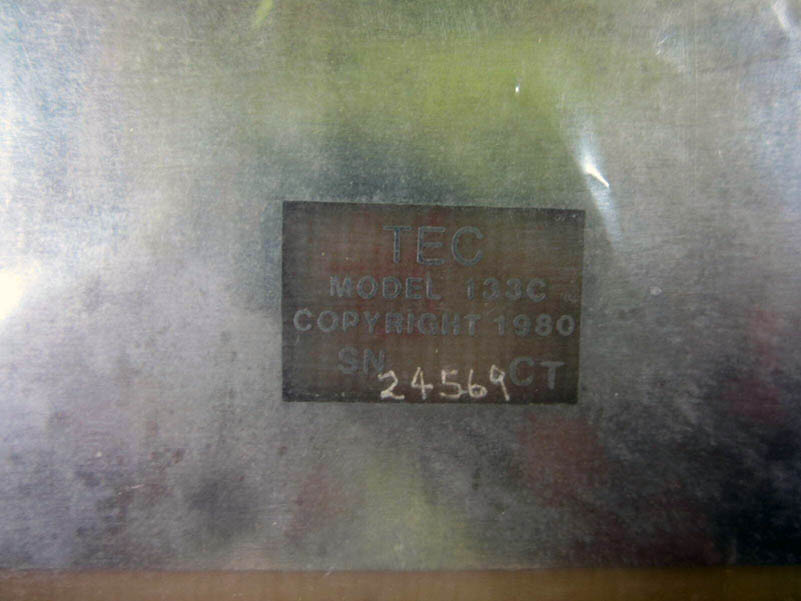 TEC
MODEL 133C
COPYRIGHT 1980
SN 24569 CT